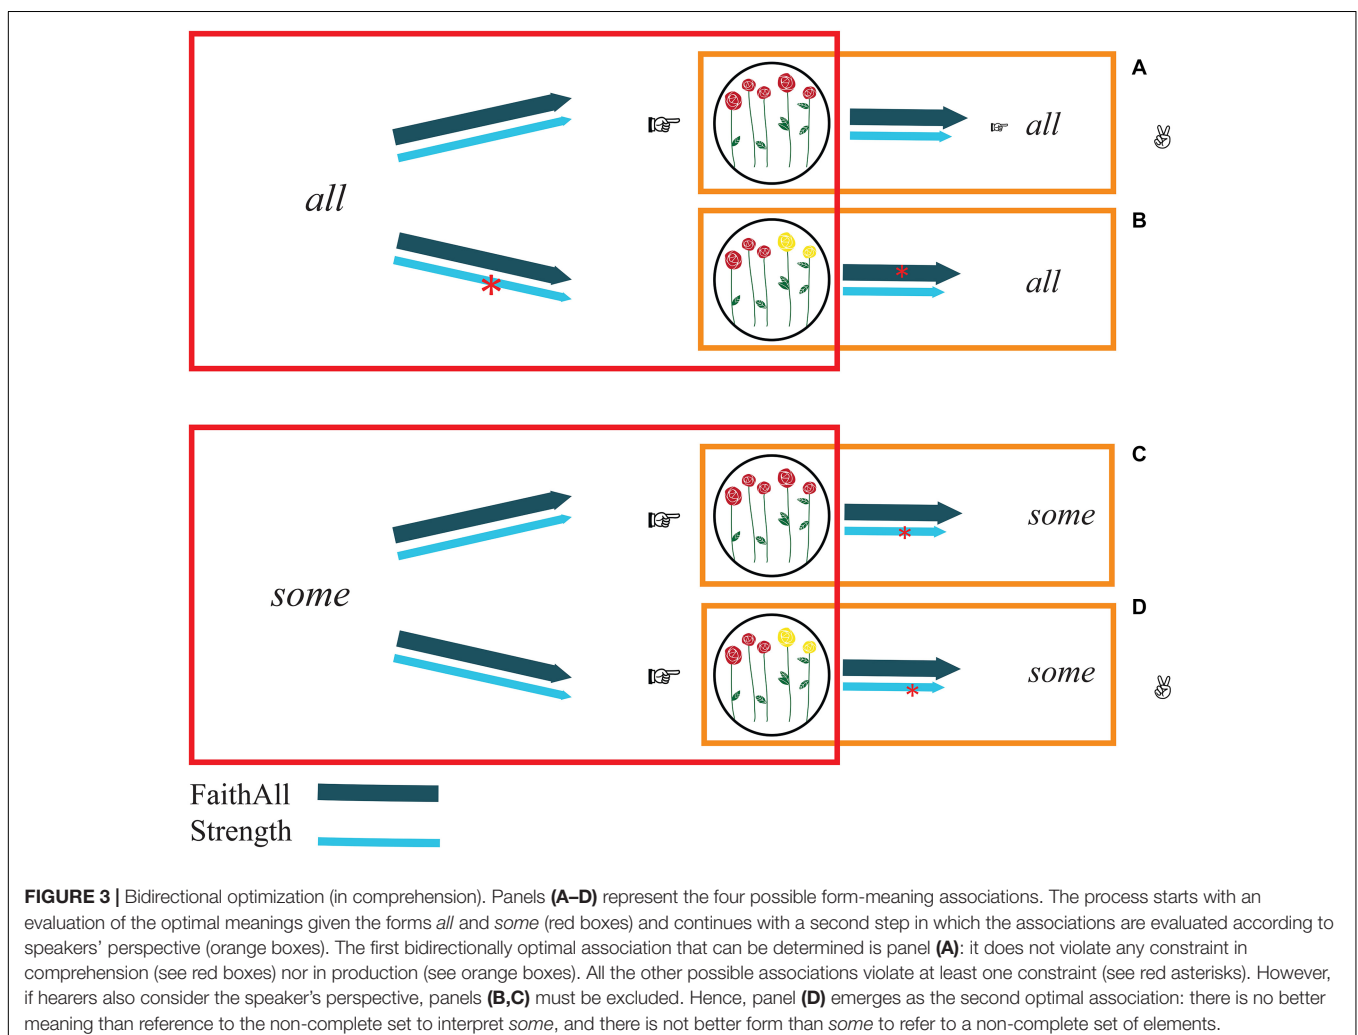 A
all
all
B
all
C
some
some
D
some
FaithAll
Strength
FIGURE 3 | Bidirectional optimization (in comprehension). Panels (A–D) represent the four possible form-meaning associations. The process starts with an
evaluation of the optimal meanings given the forms all and some (red boxes) and continues with a second step in which the associations are evaluated according to
speakers' perspective (orange boxes). The first bidirectionally optimal association that can be determined is panel (A): it does not violate any constraint in
comprehension (see red boxes) nor in production (see orange boxes). All the other possible associations violate at least one constraint (see red asterisks). However,
if hearers also consider the speaker's perspective, panels (B,C) must be excluded. Hence, panel (D) emerges as the second optimal association: there is no better
meaning than reference to the non-complete set to interpret some, and there is not better form than some to refer to a non-complete set of elements.